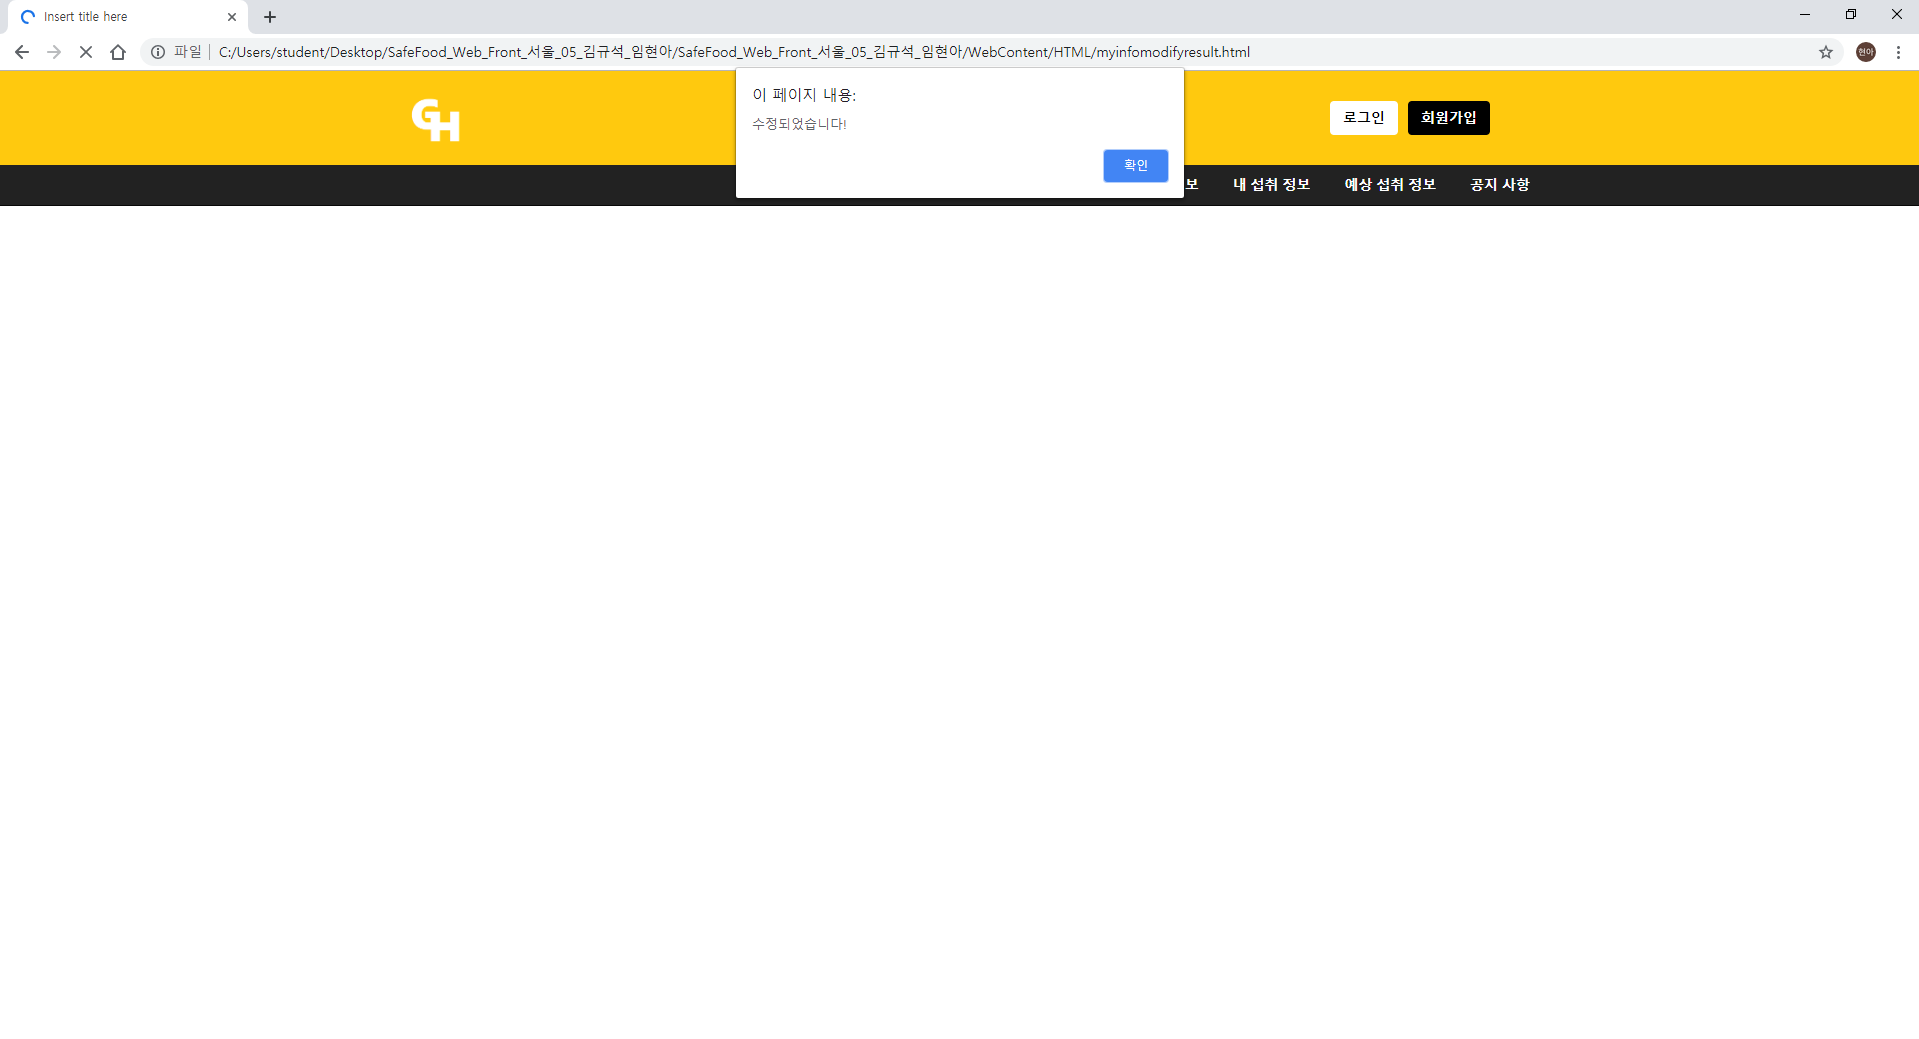 Insert title here
파일 C:/Users/student/Desktop/SafeFood_Web_Front_서울_05_김규석_임현아/SafeFood_Web_Front_서울_05_김규석_임현아/WebContent/HTML/myinfomodifyresult.html
현아
GH
이 페이지 내용:
수정되었습니다!
확인
로그인 회원가입
보 내 섭취 정보 예상 섭취 정보 공지 사항